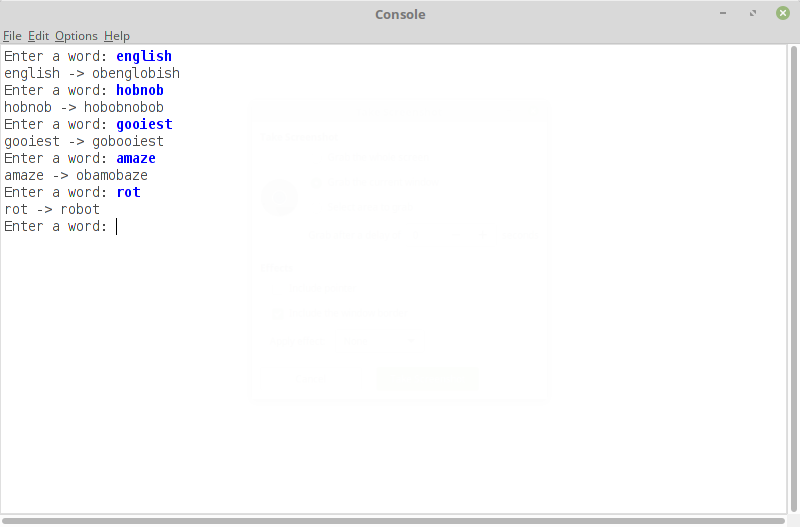 Console
File Edit Options Help
Enter a word: english
english -> obenglobish
Enter a word: hobnob
hobnob -> hobobnobob
Enter a word: gooiest
gooiest -> gobooiest
Enter a word: amaze
amaze -> obamobaze
Enter a word: rot
rot -> robot
Enter a word: